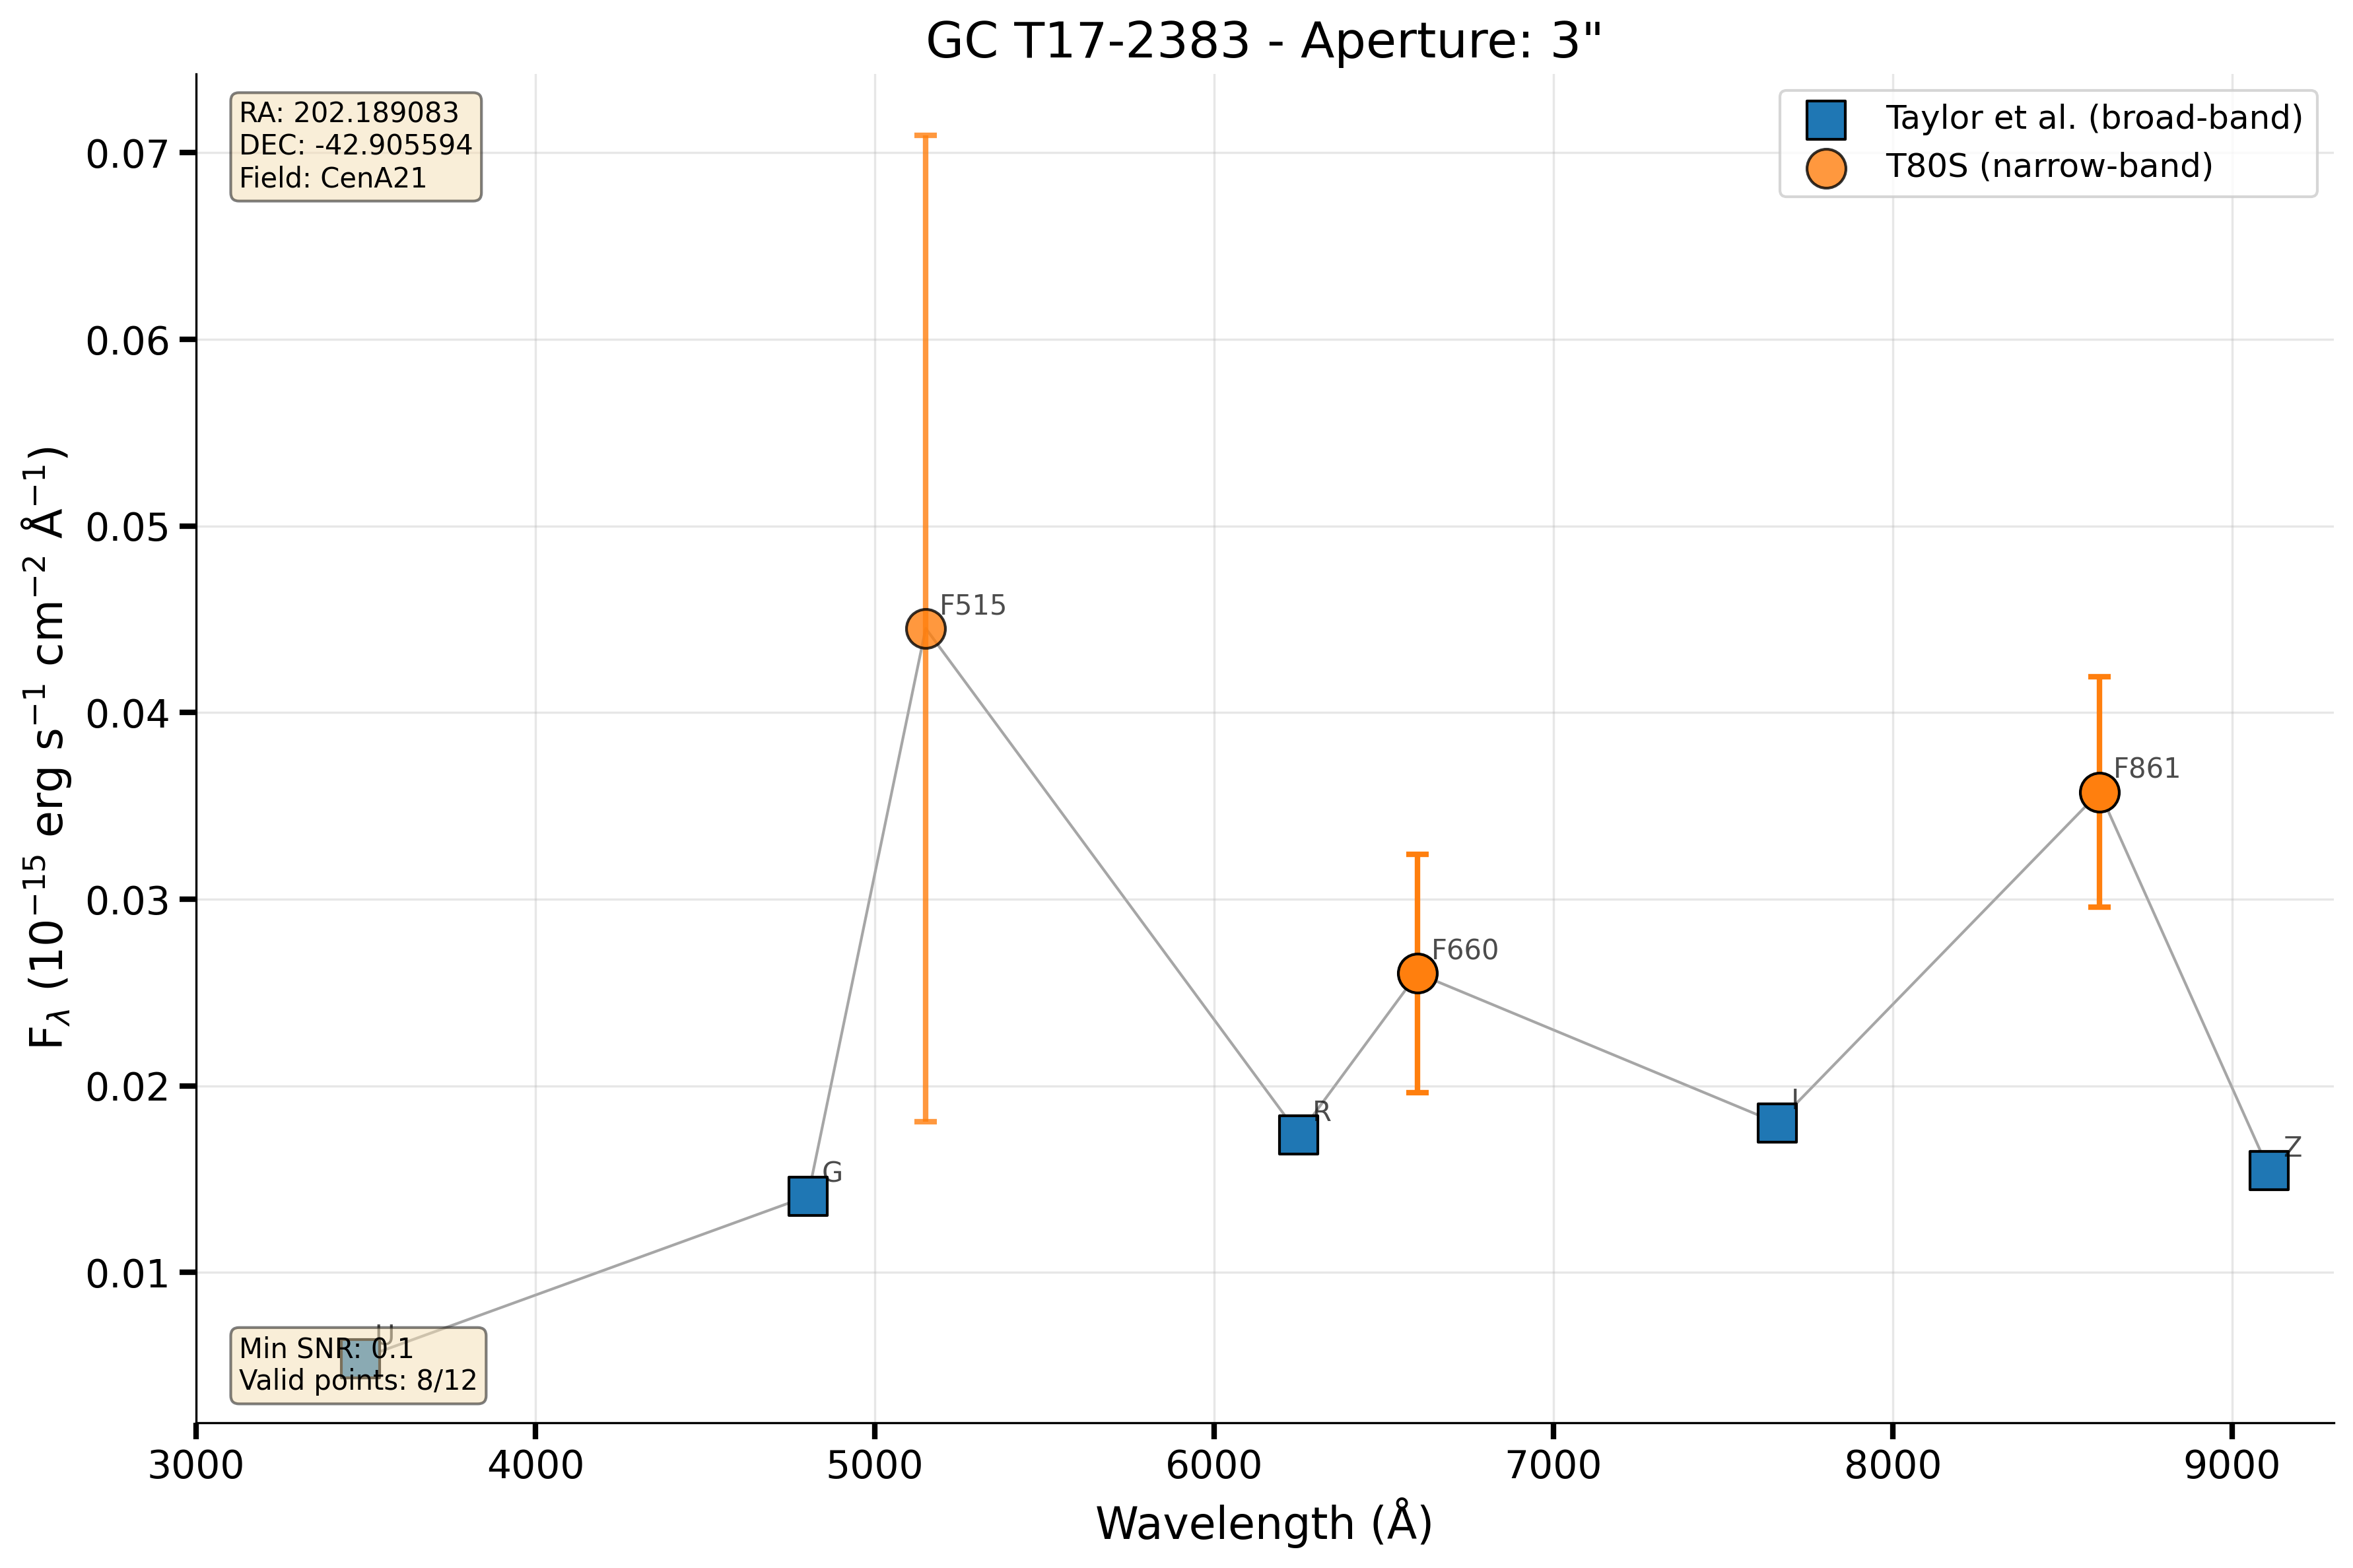 GC T17-2383 - Aperture: 3"
RA: 202.189083
DEC: -42.905594
Field: CenA21
Taylor et al. (broad-band)
T80S (narrow-band)
0.07
0.06
0.05
0.04
0.03
0.02
0.01
F515
F861
F660
R
I
Z
G
U
Min SNR: 0.1
Valid points: 8/12
3000
4000
5000
6000
7000
8000
9000
Wavelength (Å)
Fλ (10⁻¹⁵ erg s⁻¹ cm⁻² Å⁻¹)